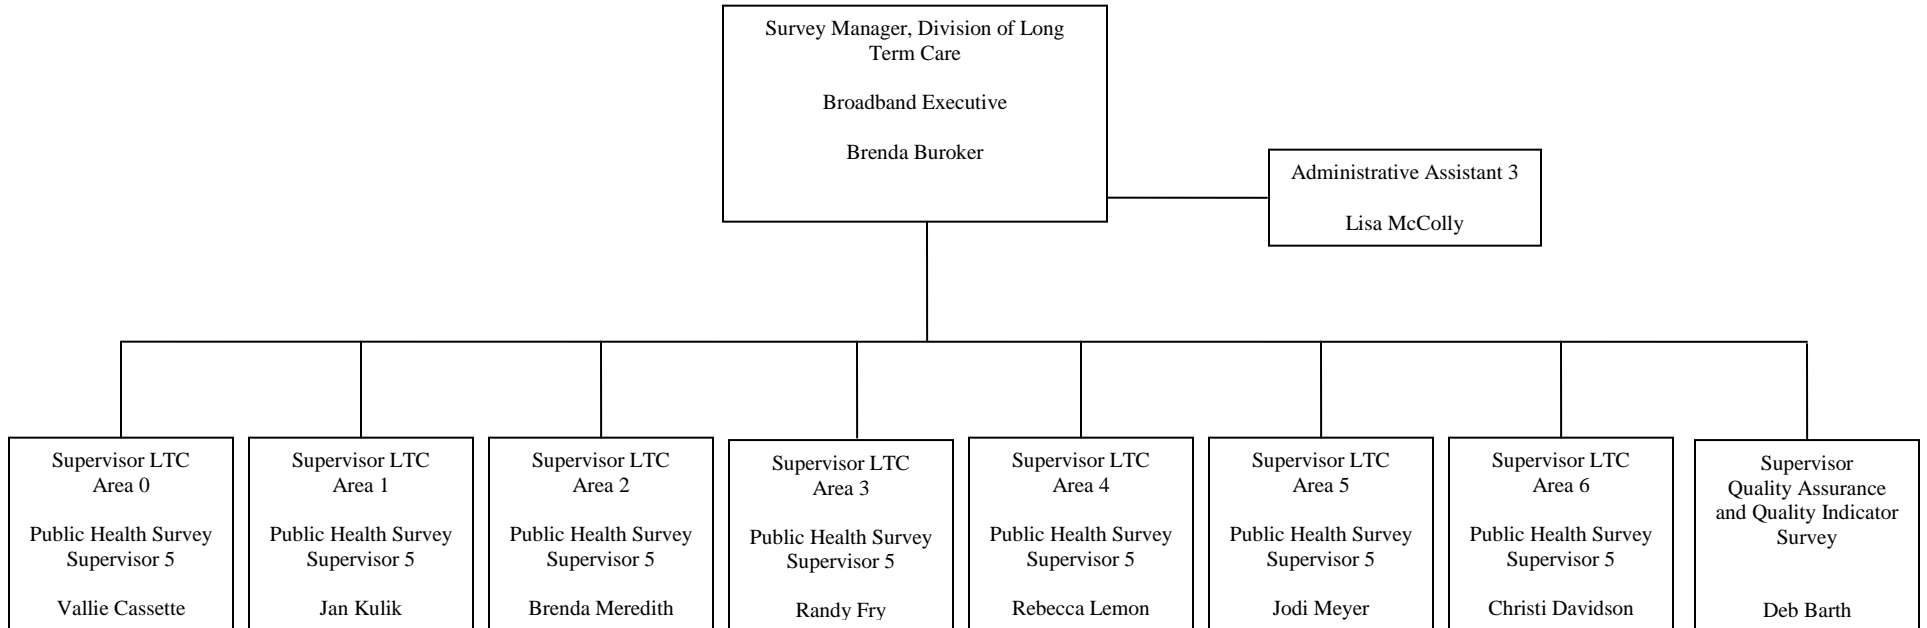 Survey Manager, Division of Long
Term Care
Broadband Executive
Brenda Buroker
Administrative Assistant 3
Lisa McColly
Supervisor LTC
Area 0
Public Health Survey
Supervisor 5
Vallie Cassette
Supervisor LTC
Area 1
Public Health Survey
Supervisor 5
Jan Kulik
Supervisor LTC
Area 2
Public Health Survey
Supervisor 5
Brenda Meredith
Supervisor LTC
Area 3
Public Health Survey
Supervisor 5
Randy Fry
Supervisor LTC
Area 4
Public Health Survey
Supervisor 5
Rebecca Lemon
Supervisor LTC
Area 5
Public Health Survey
Supervisor 5
Jodi Meyer
Supervisor LTC
Area 6
Public Health Survey
Supervisor 5
Christi Davidson
Supervisor
Quality Assurance
and Quality Indicator
Survey
Deb Barth